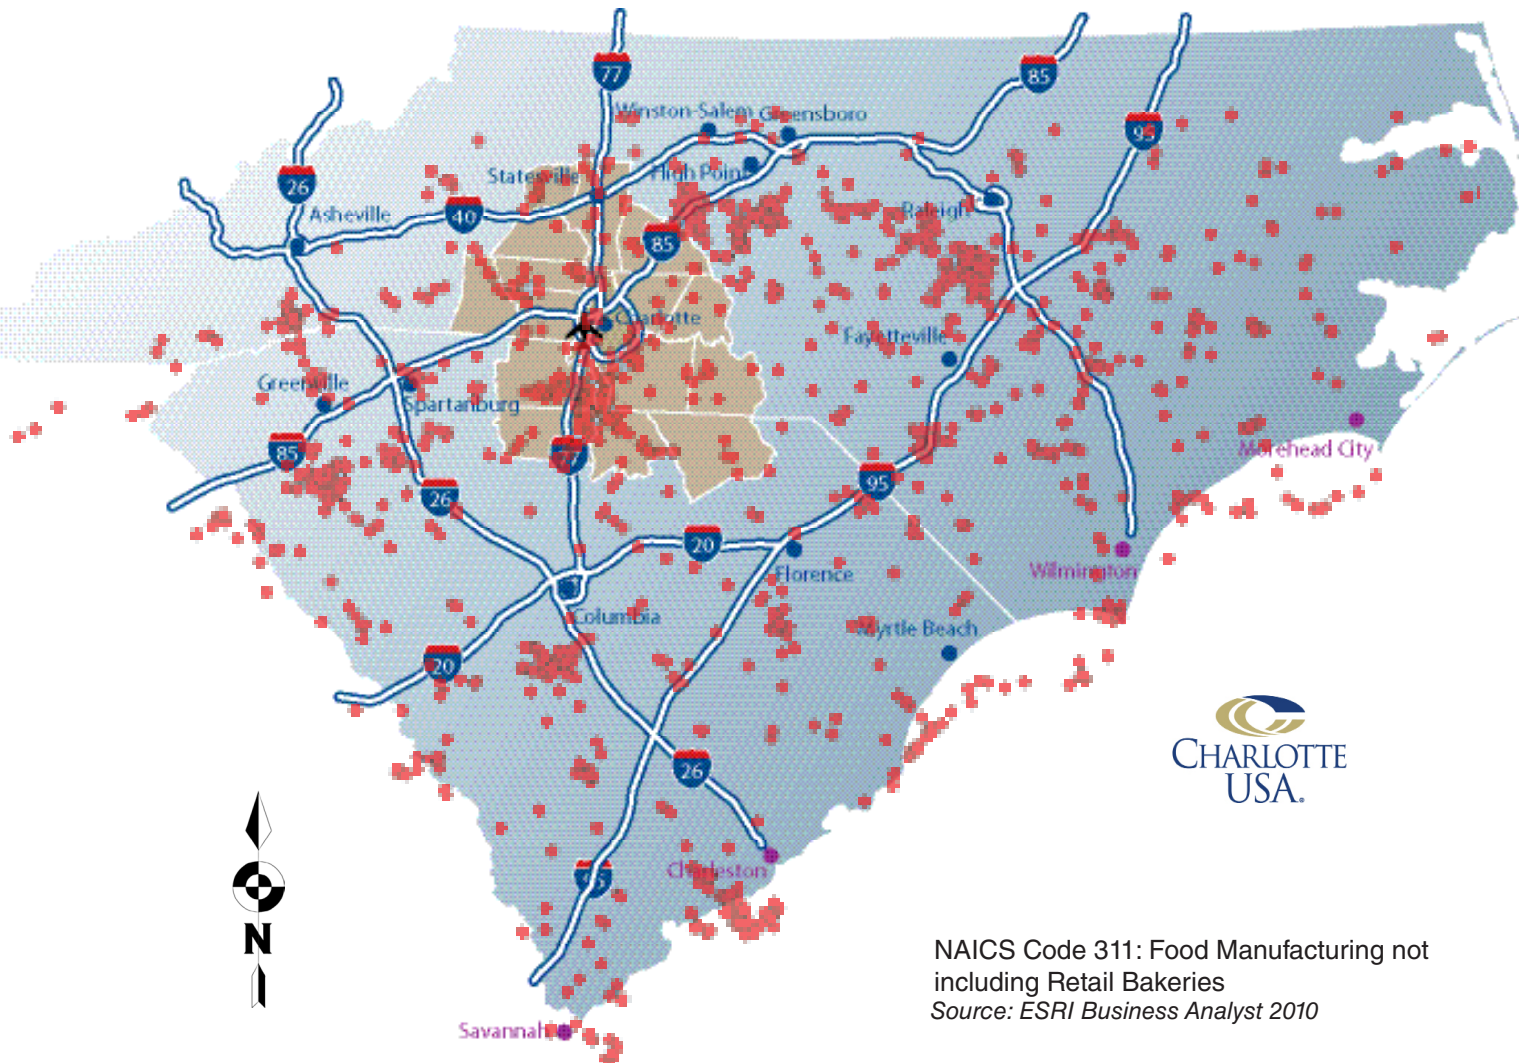 77
85
95
Winston-Salem
Greensboro
26
Statesville
High Point
40
Asheville
Raleigh
85
Charlotte
Fayetteville
Greenville
Spartanburg
Morehead City
85
77
95
26
20
Wilmington
Florence
Columbia
Myrtle Beach
20
26
CHARLOTTE
USA®
Charleston
95
N
NAICS Code 311: Food Manufacturing not
including Retail Bakeries
Source: ESRI Business Analyst 2010
Savannah